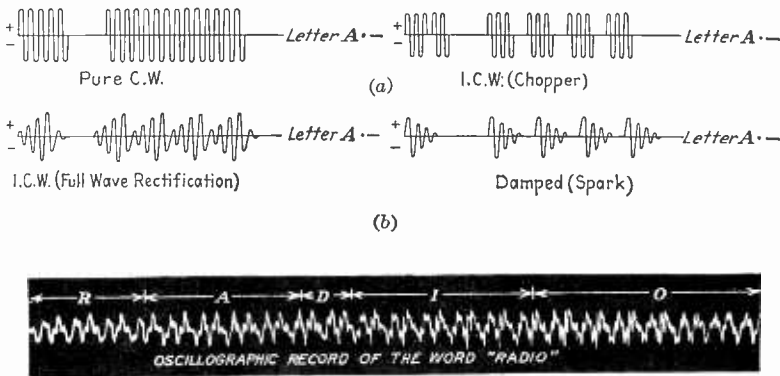 + − Letter A · — + − Letter A · —
Pure C.W. I.C.W. (Chopper)
(a)
+ − Letter A · — + − Letter A · —
I.C.W. (Full Wave Rectification) Damped (Spark)
(b)
R A D I O
OSCILLOGRAPHIC RECORD OF THE WORD "RADIO"